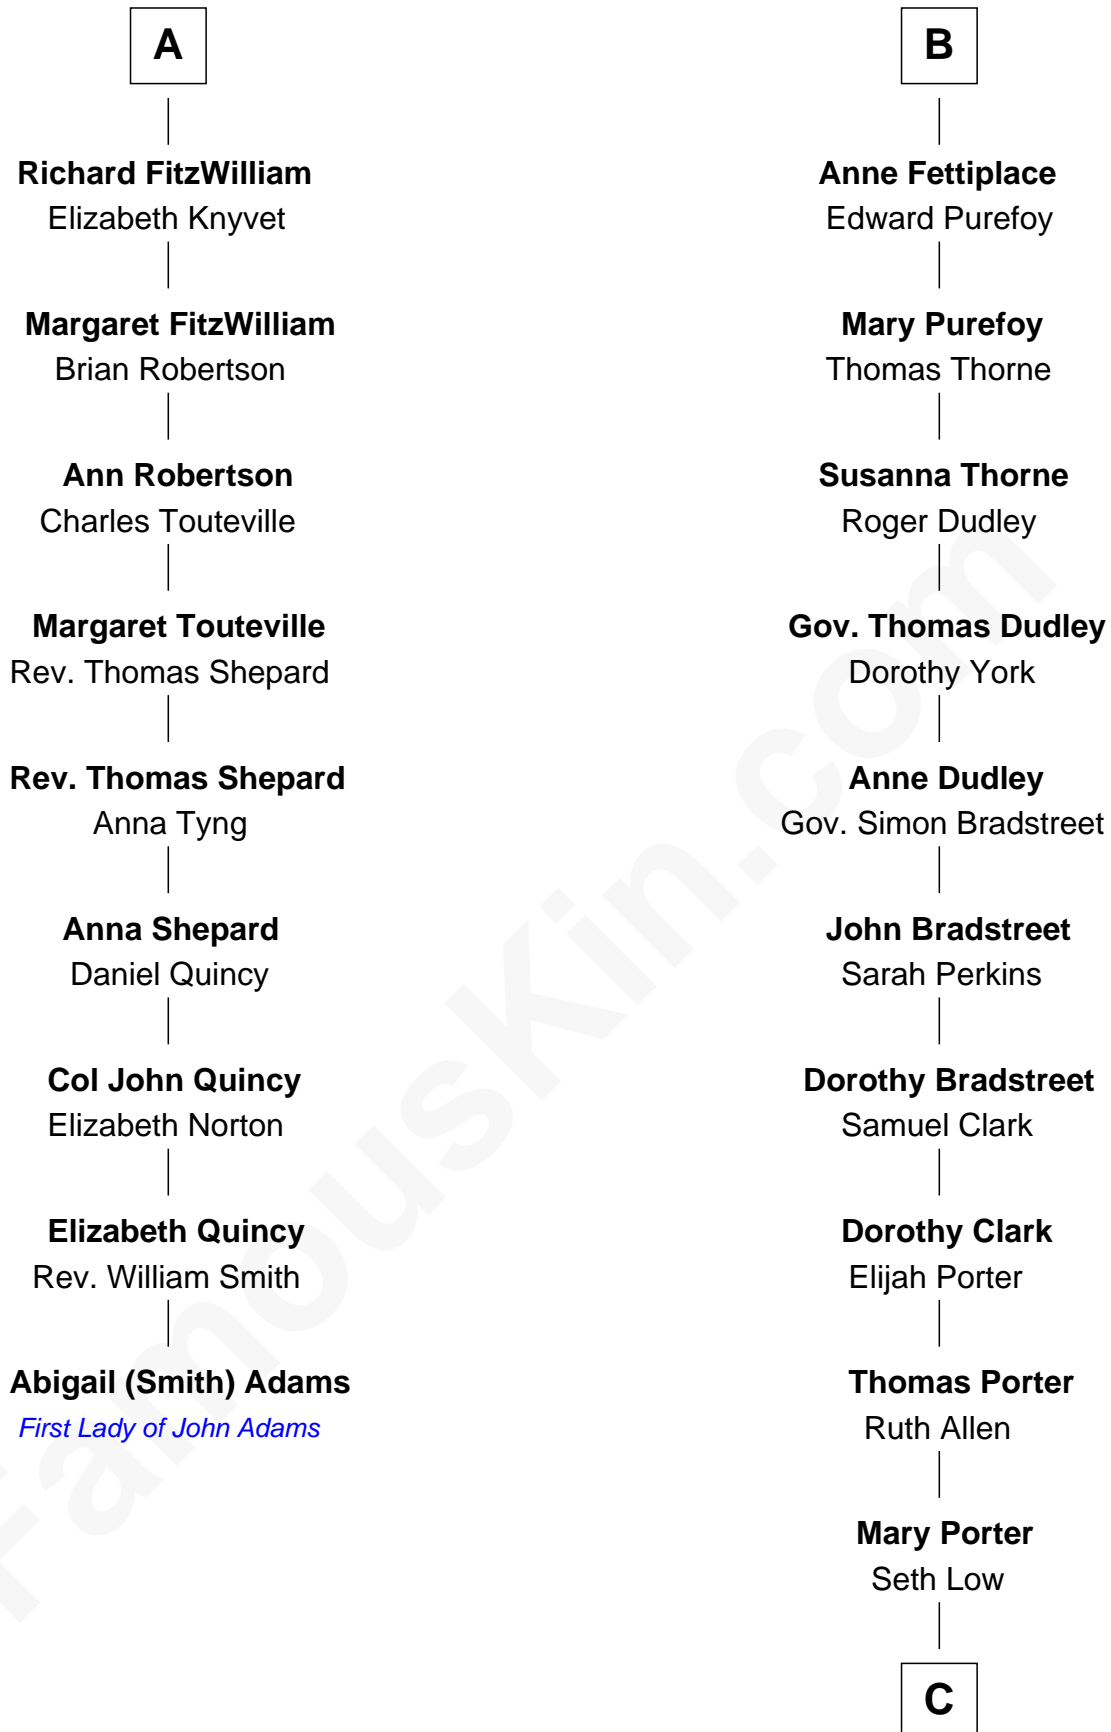 A
Richard FitzWilliam
Elizabeth Knyvet
Margaret FitzWilliam
Brian Robertson
Ann Robertson
Charles Touteville
Margaret Touteville
Rev. Thomas Shepard
Rev. Thomas Shepard
Anna Tyng
Anna Shepard
Daniel Quincy
Col John Quincy
Elizabeth Norton
Elizabeth Quincy
Rev. William Smith
Abigail (Smith) Adams
First Lady of John Adams
B
Anne Fettiplace
Edward Purefoy
Mary Purefoy
Thomas Thorne
Susanna Thorne
Roger Dudley
Gov. Thomas Dudley
Dorothy York
Anne Dudley
Gov. Simon Bradstreet
John Bradstreet
Sarah Perkins
Dorothy Bradstreet
Samuel Clark
Dorothy Clark
Elijah Porter
Thomas Porter
Ruth Allen
Mary Porter
Seth Low
C
FamousKin.com